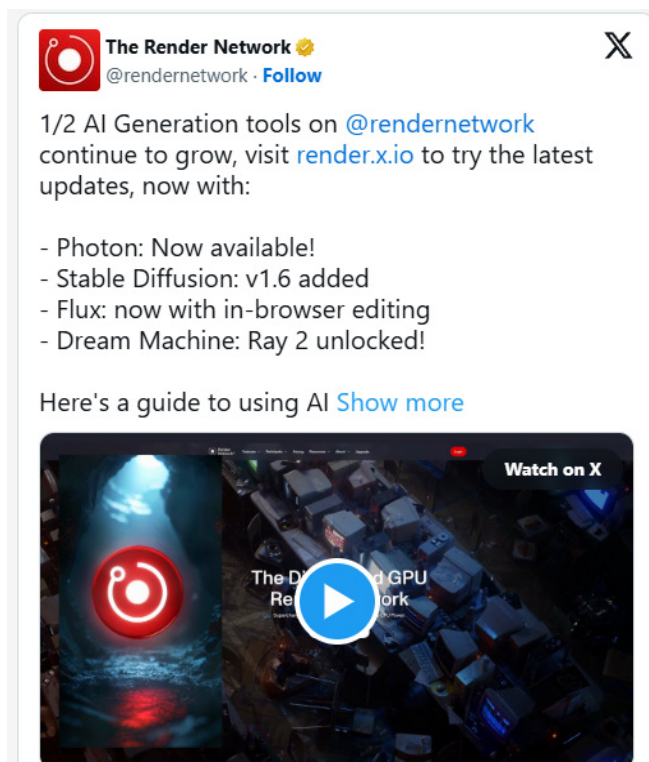 The Render Network
@rendernetwork · Follow
1/2 AI Generation tools on @rendernetwork
continue to grow, visit render.x.io to try the latest
updates, now with:
- Photon: Now available!
- Stable Diffusion: v1.6 added
- Flux: now with in-browser editing
- Dream Machine: Ray 2 unlocked!
Here's a guide to using AI Show more
Watch on X
The D d GPU
Re ork